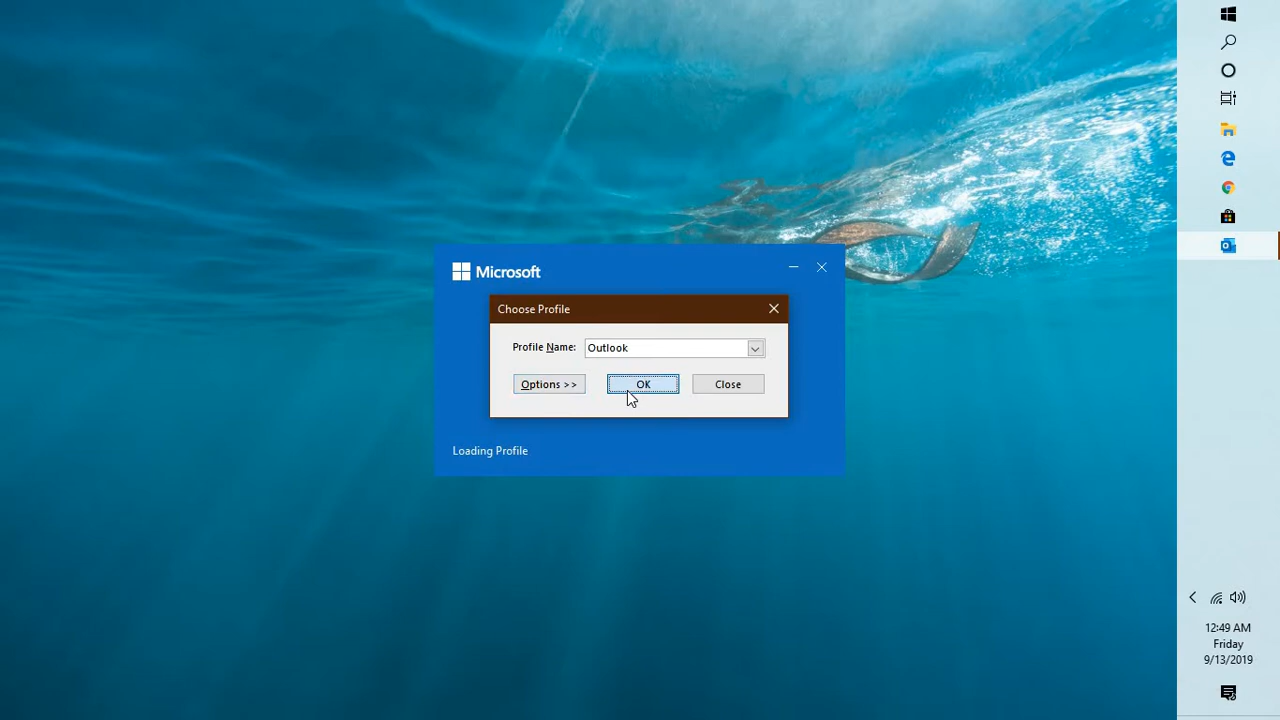 Microsoft
Choose Profile
Profile Name: Outlook
Options >> OK Close
Loading Profile
12:49 AM
Friday
9/13/2019